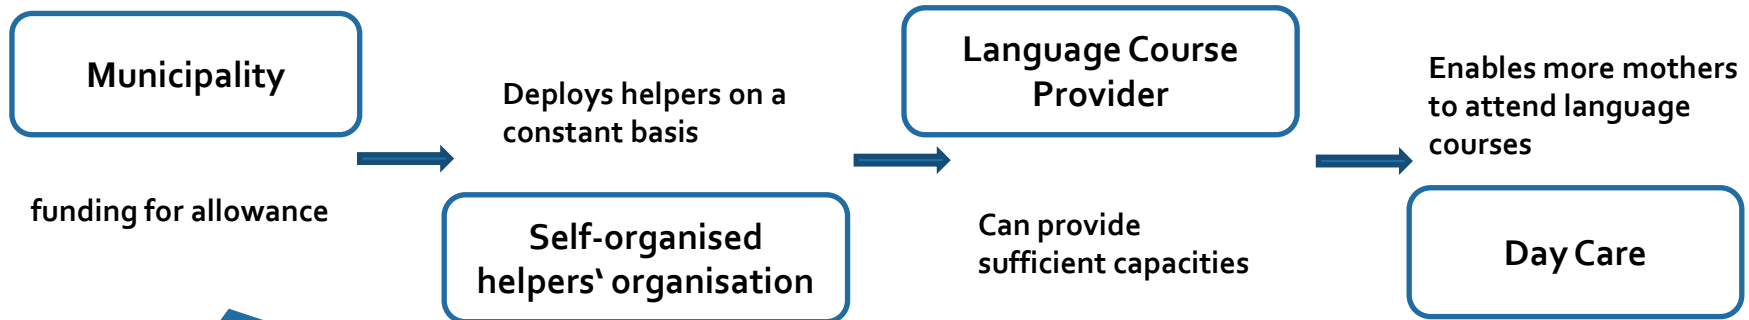 Municipality
funding for allowance
Deploys helpers on a
constant basis
Self-organised
helpers‛ organisation
Language Course
Provider
Can provide
sufficient capacities
Enables more mothers
to attend language
courses
Day Care